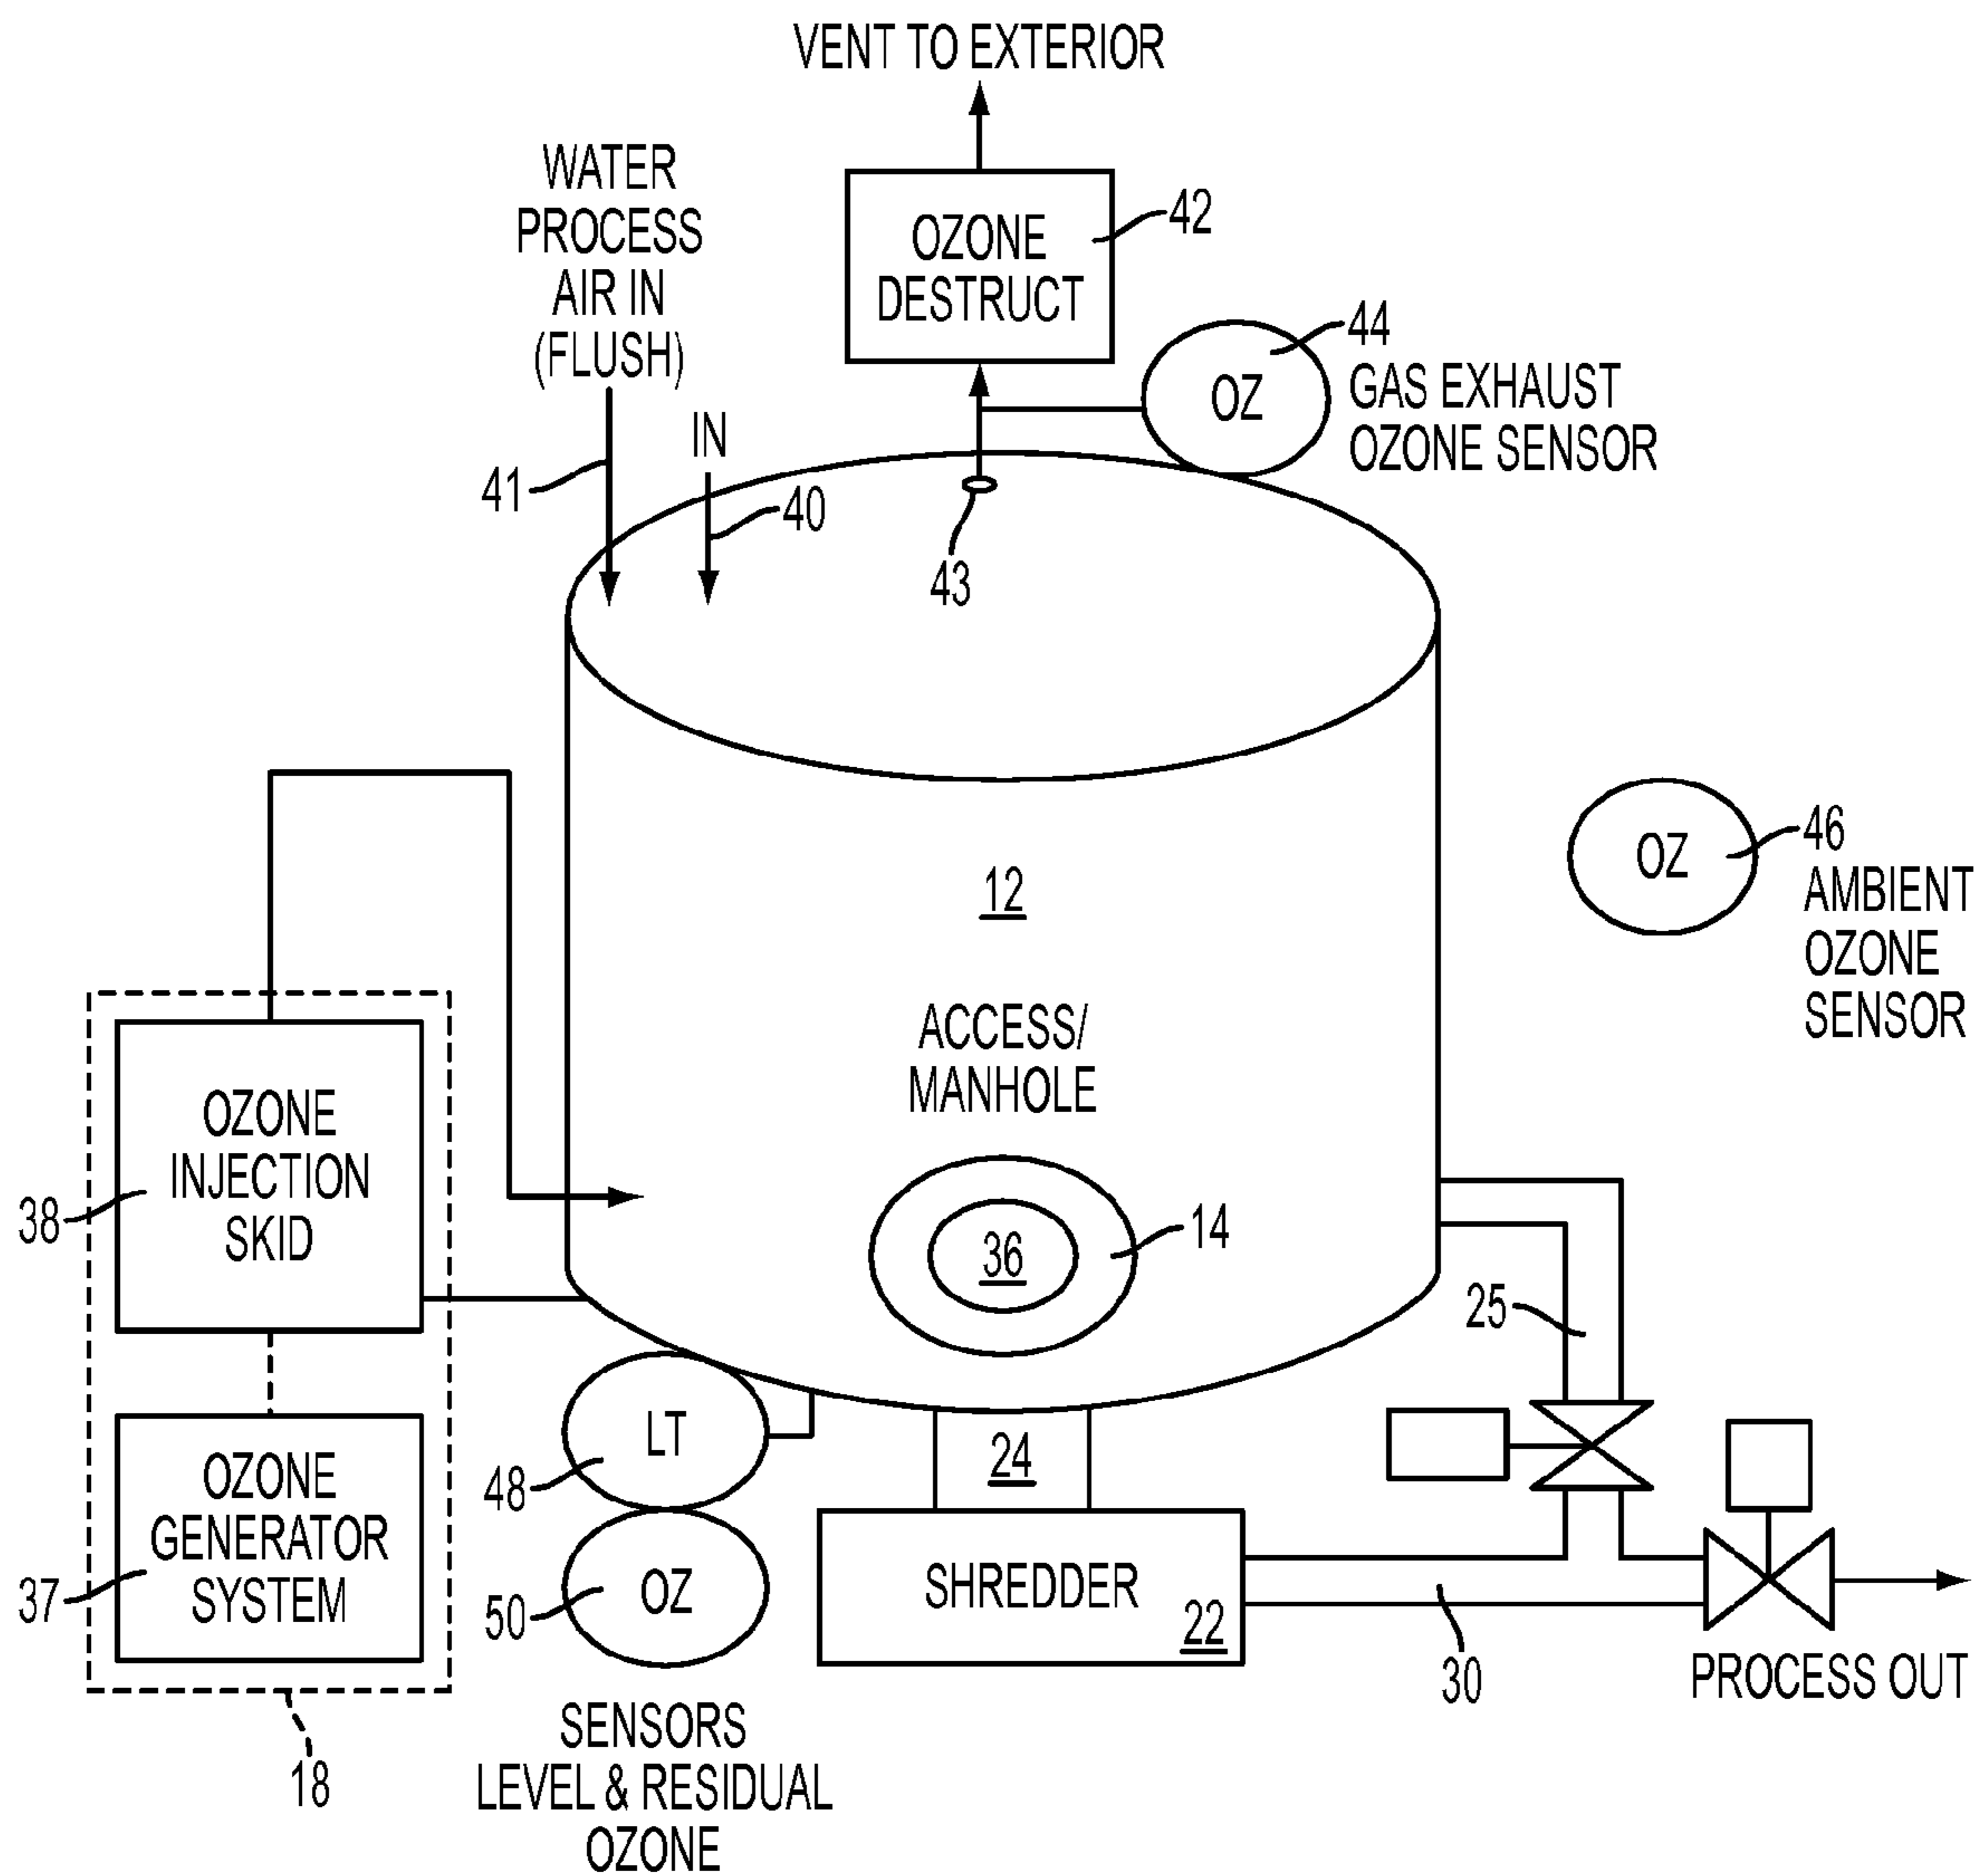 VENT TO EXTERIOR
WATER
PROCESS
AIR IN
(FLUSH)
OZONE
DESTRUCT
42
44
OZ
GAS EXHAUST
OZONE SENSOR
IN
41
40
43
12
OZ
46
AMBIENT
OZONE
SENSOR
ACCESS/
MANHOLE
OZONE
INJECTION
SKID
38
36
14
25
LT
48
24
OZONE
GENERATOR
SYSTEM
37
OZ
50
SHREDDER
22
30
PROCESS OUT
18
SENSORS
LEVEL & RESIDUAL
OZONE